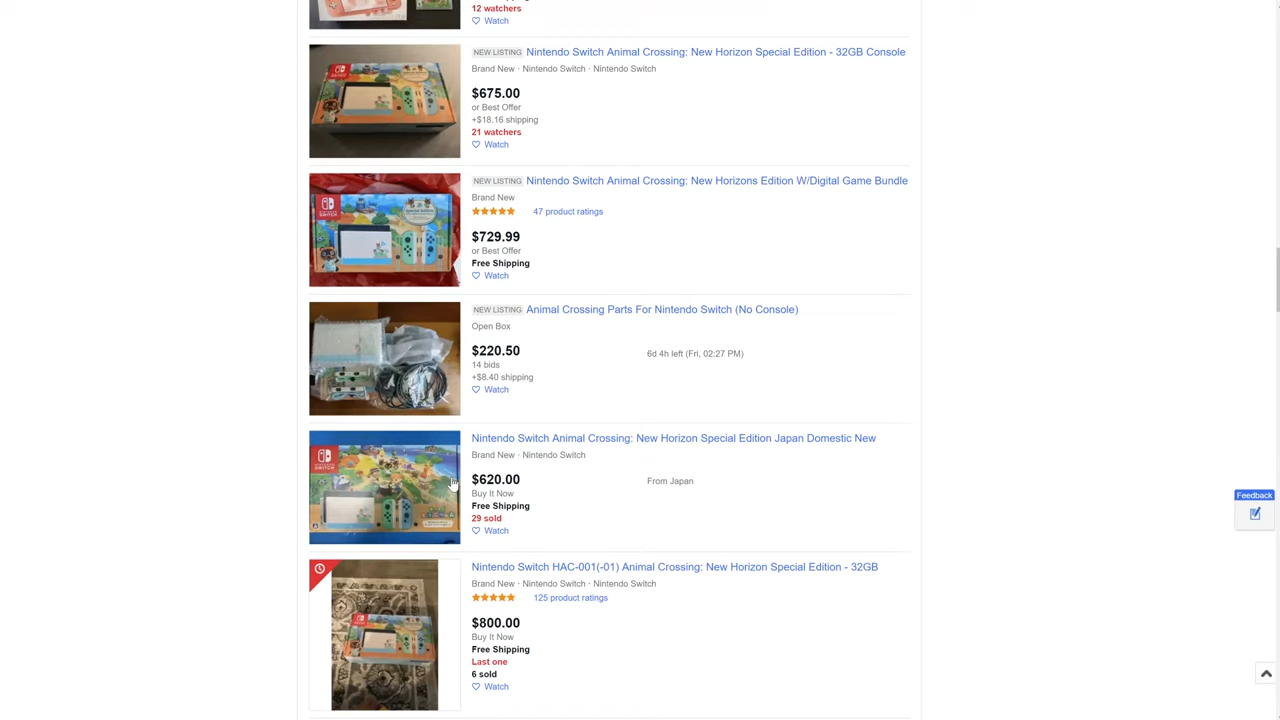 12 watchers
Watch
NEW LISTING Nintendo Switch Animal Crossing: New Horizon Special Edition - 32GB Console
Brand New · Nintendo Switch · Nintendo Switch
$675.00
or Best Offer
+$18.16 shipping
21 watchers
Watch
NEW LISTING Nintendo Switch Animal Crossing: New Horizons Edition W/Digital Game Bundle
Brand New
47 product ratings
$729.99
or Best Offer
Free Shipping
Watch
NEW LISTING Animal Crossing Parts For Nintendo Switch (No Console)
Open Box
$220.50 6d 4h left (Fri, 02:27 PM)
14 bids
+$8.40 shipping
Watch
Nintendo Switch Animal Crossing: New Horizon Special Edition Japan Domestic New
Brand New · Nintendo Switch
$620.00 From Japan
Buy It Now
Free Shipping
29 sold
Watch
Feedback
Nintendo Switch HAC-001(-01) Animal Crossing: New Horizon Special Edition - 32GB
Brand New · Nintendo Switch · Nintendo Switch
125 product ratings
$800.00
Buy It Now
Free Shipping
Last one
6 sold
Watch